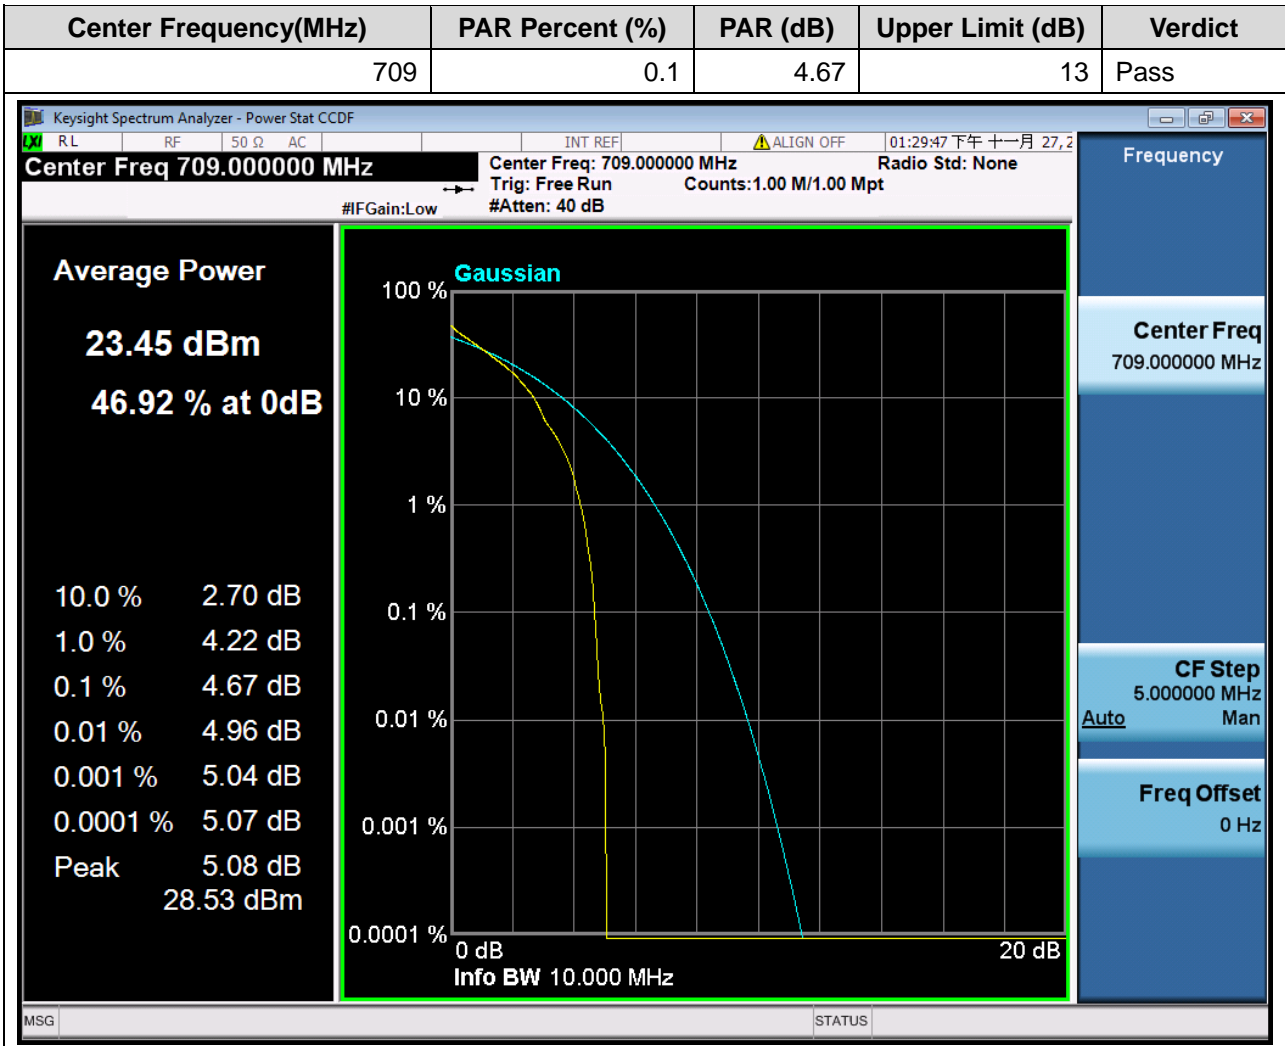 Center Frequency(MHz) PAR Percent (%) PAR (dB) Upper Limit (dB) Verdict
709 0.1 4.67 13 Pass
Keysight Spectrum Analyzer - Power Stat CCDF
LXI RL RF 50 Ω AC INT REF ALIGN OFF 01:29:47 下午 十一月 27, 2
Center Freq 709.000000 MHz
Center Freq: 709.000000 MHz Radio Std: None
Trig: Free Run Counts:1.00 M/1.00 Mpt
#IFGain:Low #Atten: 40 dB
Frequency
Average Power
23.45 dBm
46.92 % at 0dB
10.0 % 2.70 dB
1.0 % 4.22 dB
0.1 % 4.67 dB
0.01 % 4.96 dB
0.001 % 5.04 dB
0.0001 % 5.07 dB
Peak 5.08 dB
28.53 dBm
Gaussian
100 %
10 %
1 %
0.1 %
0.01 %
0.001 %
0.0001 %
0 dB 20 dB
Info BW 10.000 MHz
Center Freq
709.000000 MHz
CF Step
5.000000 MHz
Auto Man
Freq Offset
0 Hz
MSG STATUS